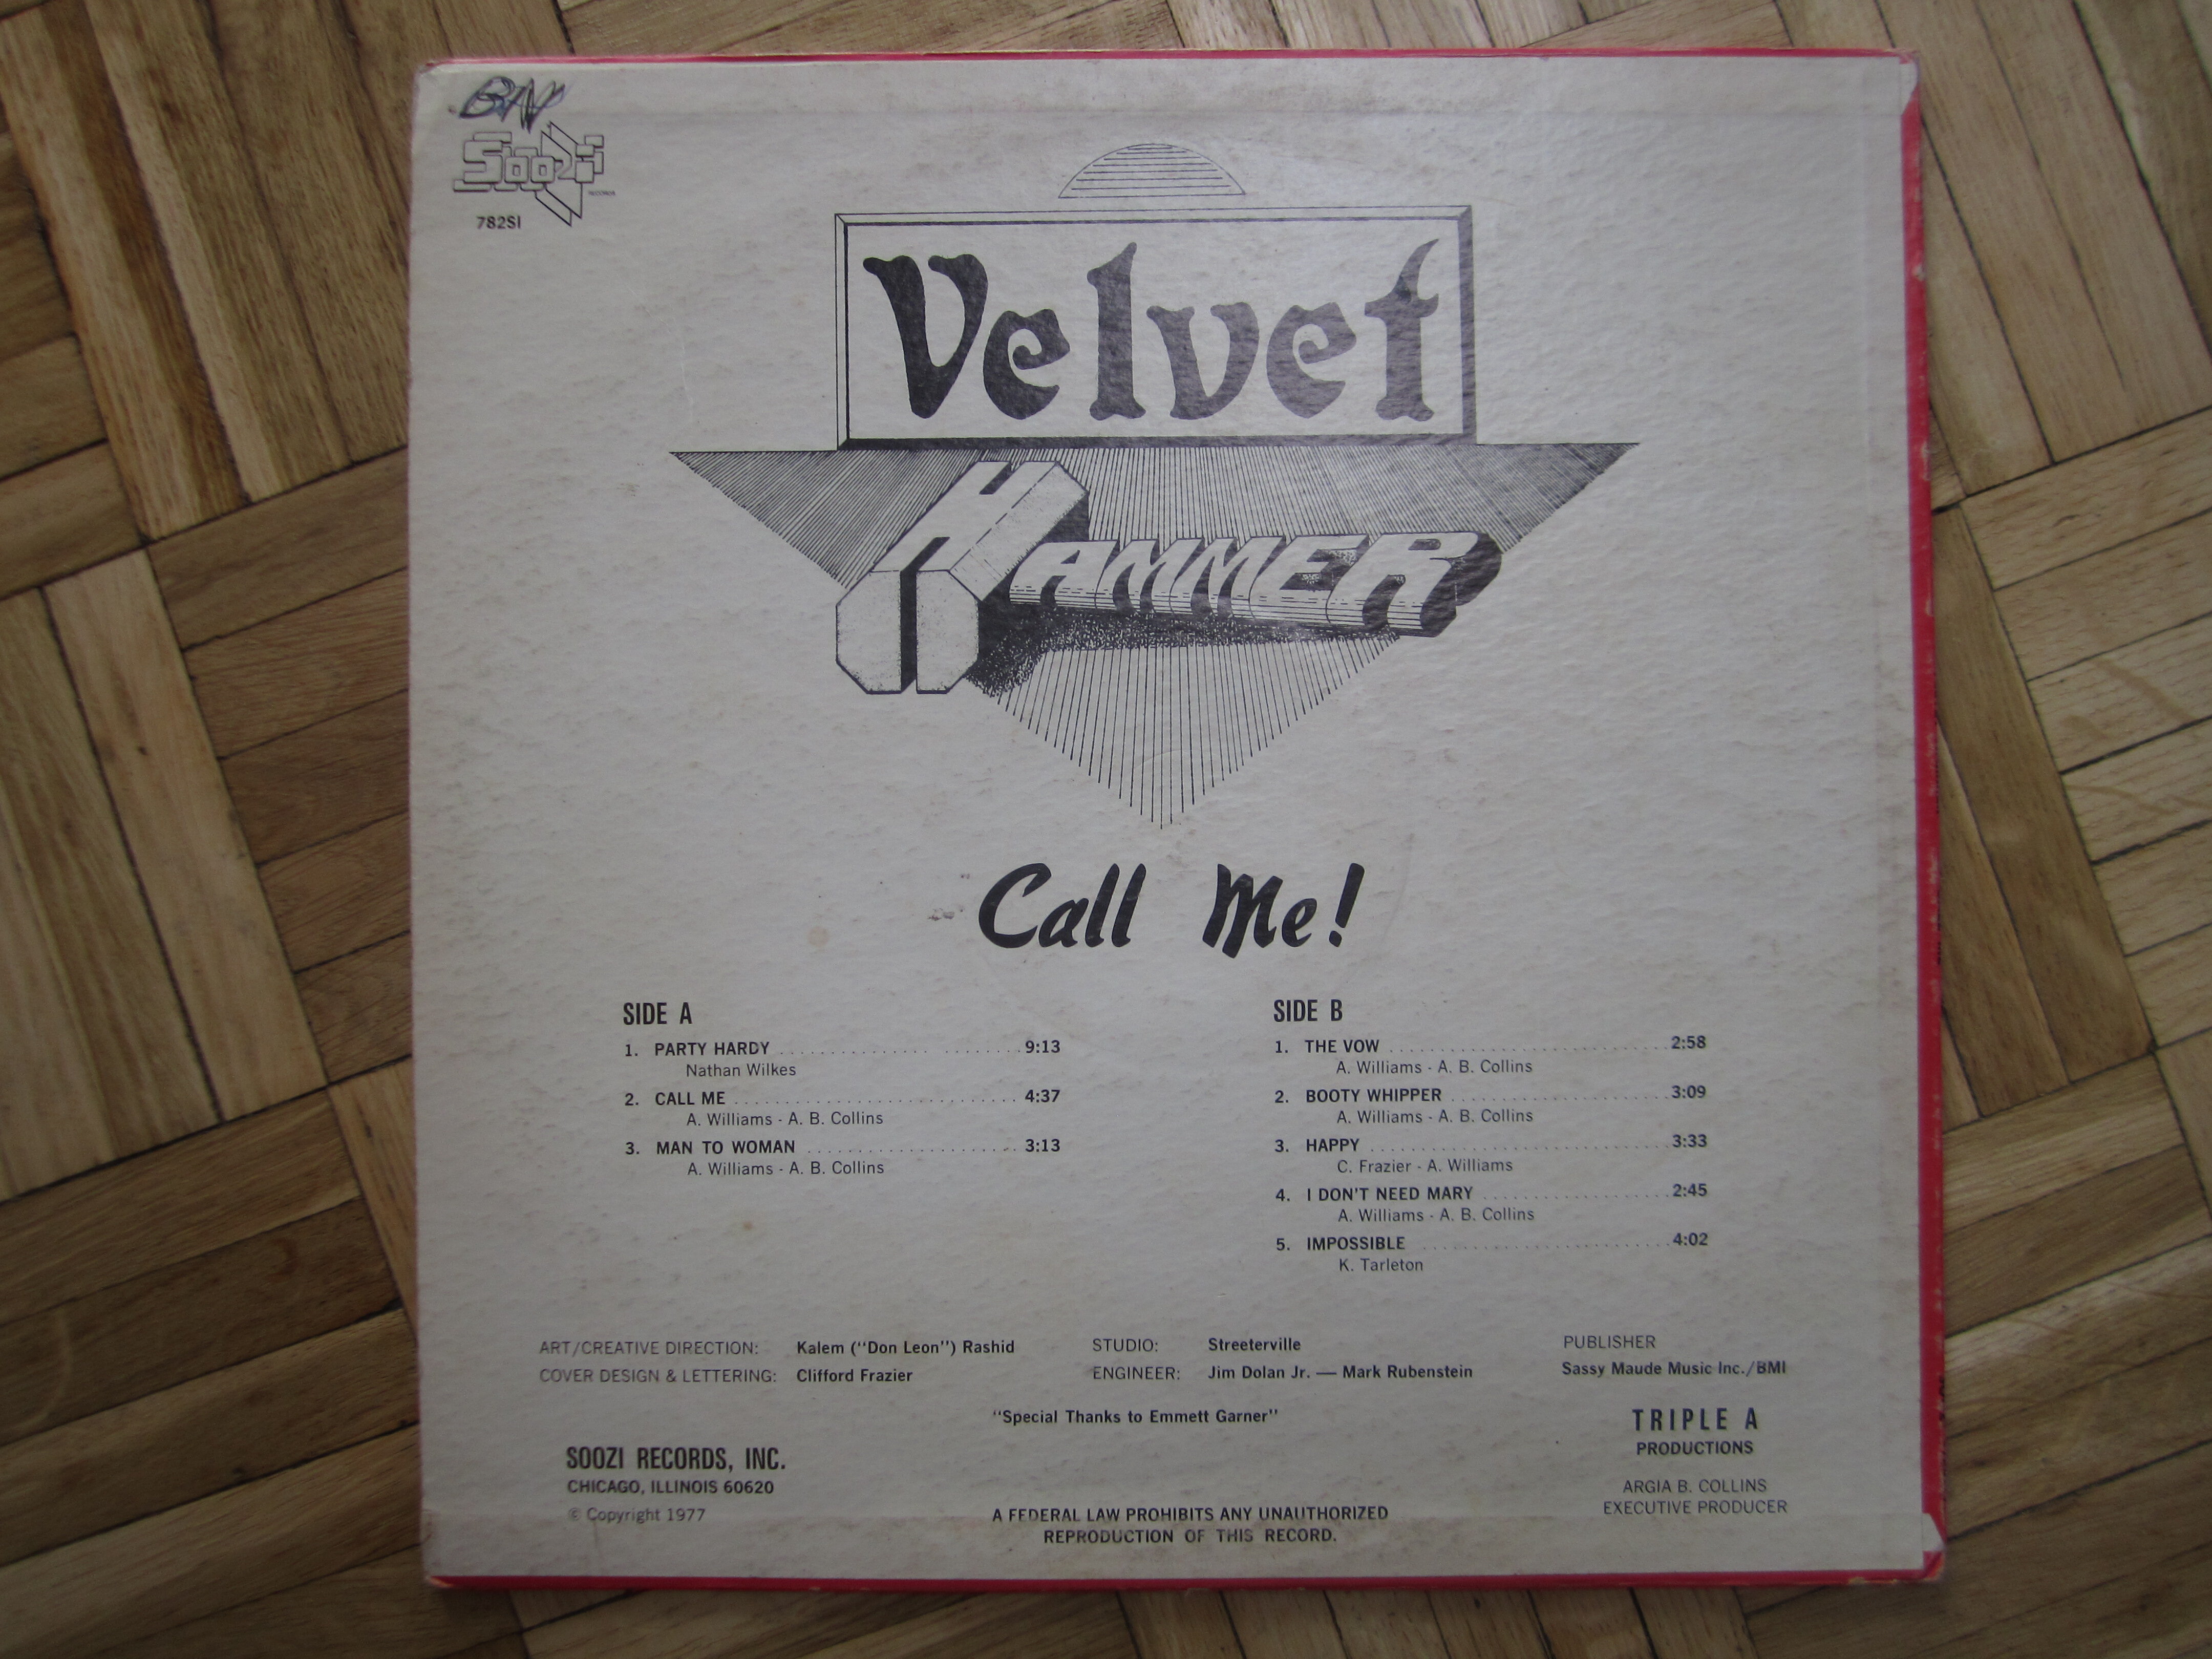 BN
Soozi
RECORDS
782SI
Velvet
HAMMER
Call Me!
SIDE A
1. PARTY HARDY 9:13
Nathan Wilkes
2. CALL ME 4:37
A. Williams - A. B. Collins
3. MAN TO WOMAN 3:13
A. Williams - A. B. Collins
SIDE B
1. THE VOW 2:58
A. Williams - A. B. Collins
2. BOOTY WHIPPER 3:09
A. Williams - A. B. Collins
3. HAPPY 3:33
C. Frazier - A. Williams
4. I DON'T NEED MARY 2:45
A. Williams - A. B. Collins
5. IMPOSSIBLE 4:02
K. Tarleton
ART/CREATIVE DIRECTION: Kalem ("Don Leon") Rashid
COVER DESIGN & LETTERING: Clifford Frazier
STUDIO: Streeterville
ENGINEER: Jim Dolan Jr. — Mark Rubenstein
PUBLISHER
Sassy Maude Music Inc./BMI
"Special Thanks to Emmett Garner"
TRIPLE A
PRODUCTIONS
ARGIA B. COLLINS
EXECUTIVE PRODUCER
SOOZI RECORDS, INC.
CHICAGO, ILLINOIS 60620
© Copyright 1977
A FEDERAL LAW PROHIBITS ANY UNAUTHORIZED
REPRODUCTION OF THIS RECORD.